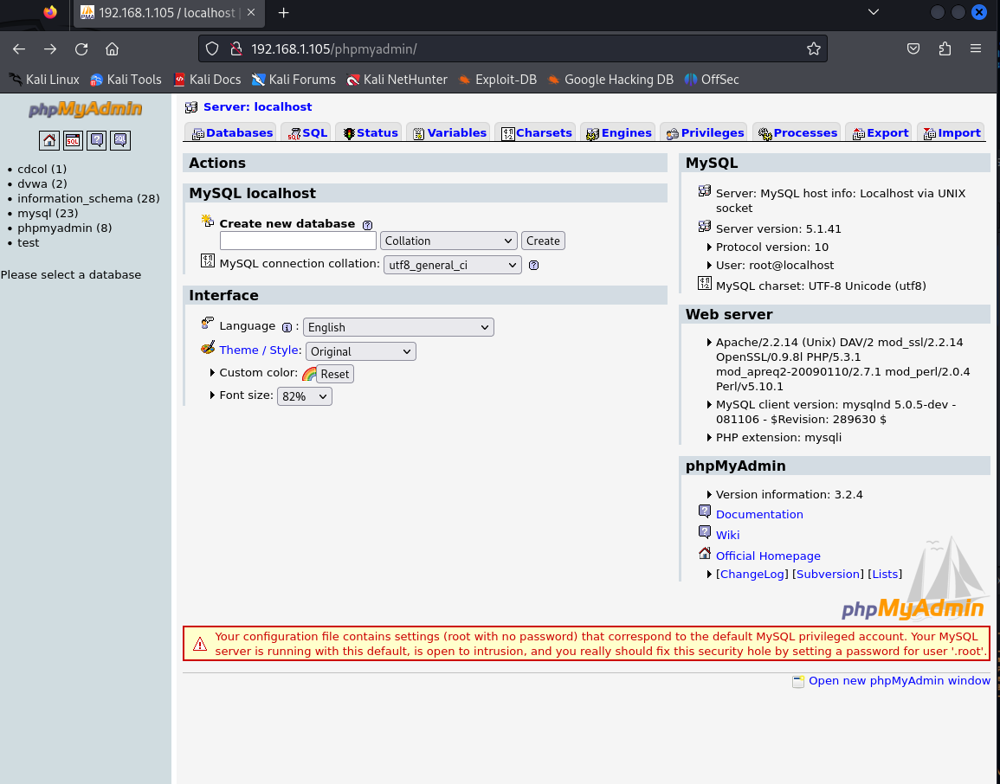 192.168.1.105 / localhost |
192.168.1.105/phpmyadmin/
Kali Linux Kali Tools Kali Docs Kali Forums Kali NetHunter Exploit-DB Google Hacking DB OffSec
phpMyAdmin
SQL
cdcol (1)
dvwa (2)
information_schema (28)
mysql (23)
phpmyadmin (8)
test
Please select a database
Server: localhost
Databases SQL Status Variables Charsets Engines Privileges Processes Export Import
Actions
MySQL localhost
Create new database
Collation Create
MySQL connection collation: utf8_general_ci
Interface
Language : English
Theme / Style: Original
Custom color: Reset
Font size: 82%
MySQL
Server: MySQL host info: Localhost via UNIX
socket
Server version: 5.1.41
Protocol version: 10
User: root@localhost
MySQL charset: UTF-8 Unicode (utf8)
Web server
Apache/2.2.14 (Unix) DAV/2 mod_ssl/2.2.14
OpenSSL/0.9.8l PHP/5.3.1
mod_apreq2-20090110/2.7.1 mod_perl/2.0.4
Perl/v5.10.1
MySQL client version: mysqlnd 5.0.5-dev -
081106 - $Revision: 289630 $
PHP extension: mysqli
phpMyAdmin
Version information: 3.2.4
Documentation
Wiki
Official Homepage
[ChangeLog] [Subversion] [Lists]
phpMyAdmin
Your configuration file contains settings (root with no password) that correspond to the default MySQL privileged account. Your MySQL
server is running with this default, is open to intrusion, and you really should fix this security hole by setting a password for user '.root'.
Open new phpMyAdmin window